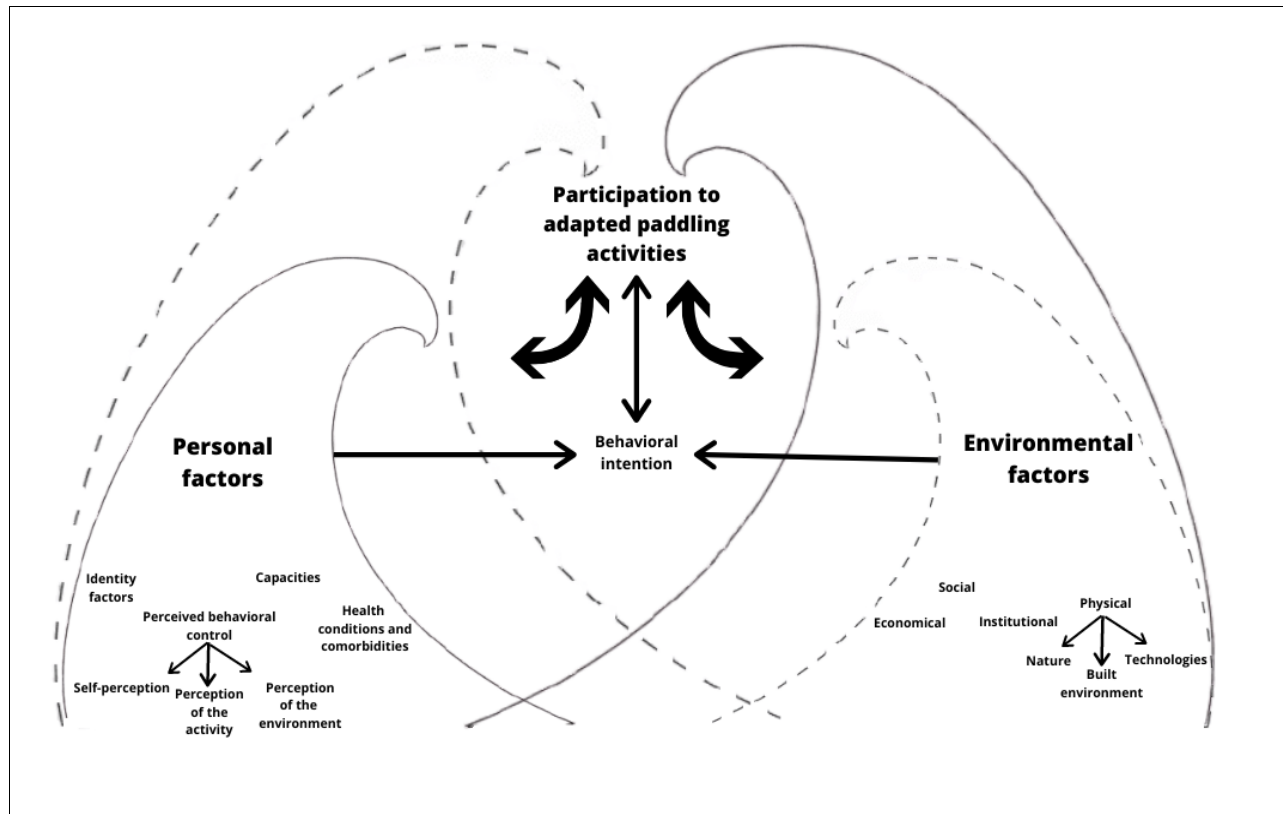 Participation to
adapted paddling
activities
Behavioral
intention
Personal
factors
Environmental
factors
Identity
factors
Capacities
Perceived behavioral
control
Health
conditions and
comorbidities
Self-perception
Perception
of the
activity
Perception
of the
environment
Social
Economical
Institutional
Physical
Nature
Built
environment
Technologies